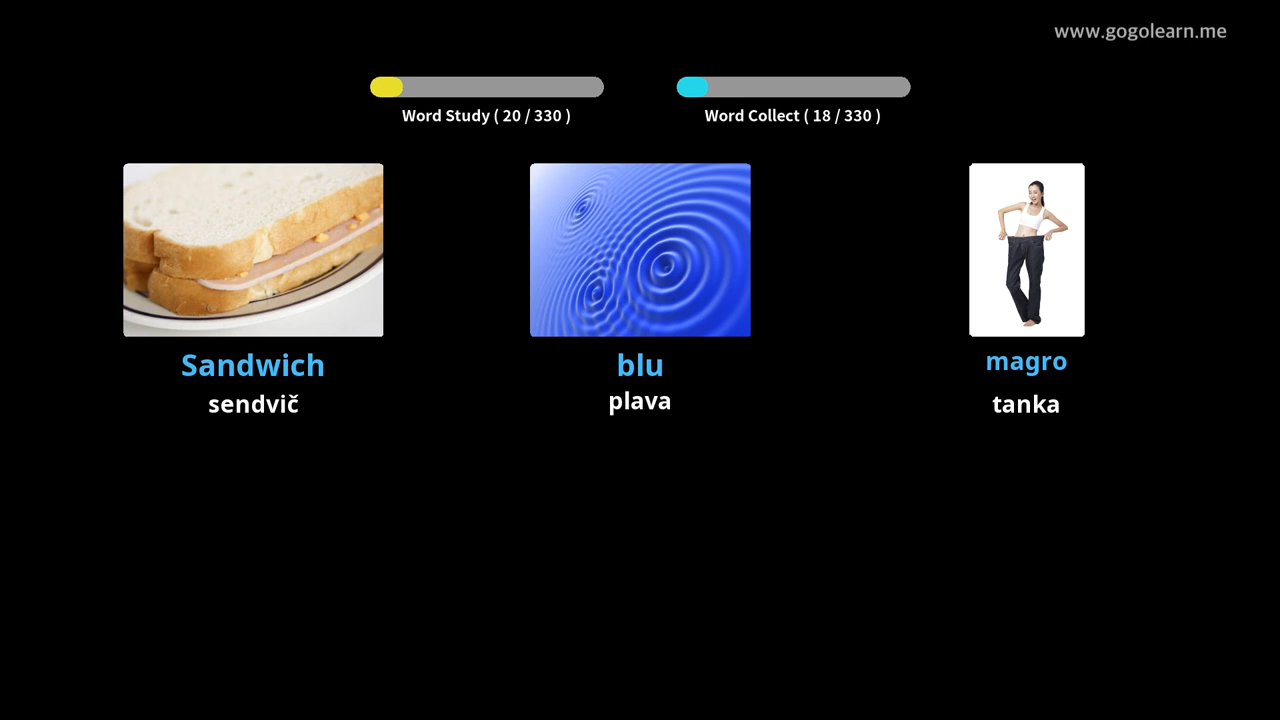 www.gogolearn.me
Word Study ( 20 / 330 )
Word Collect ( 18 / 330 )
Sandwich
sendvič
blu
plava
magro
tanka